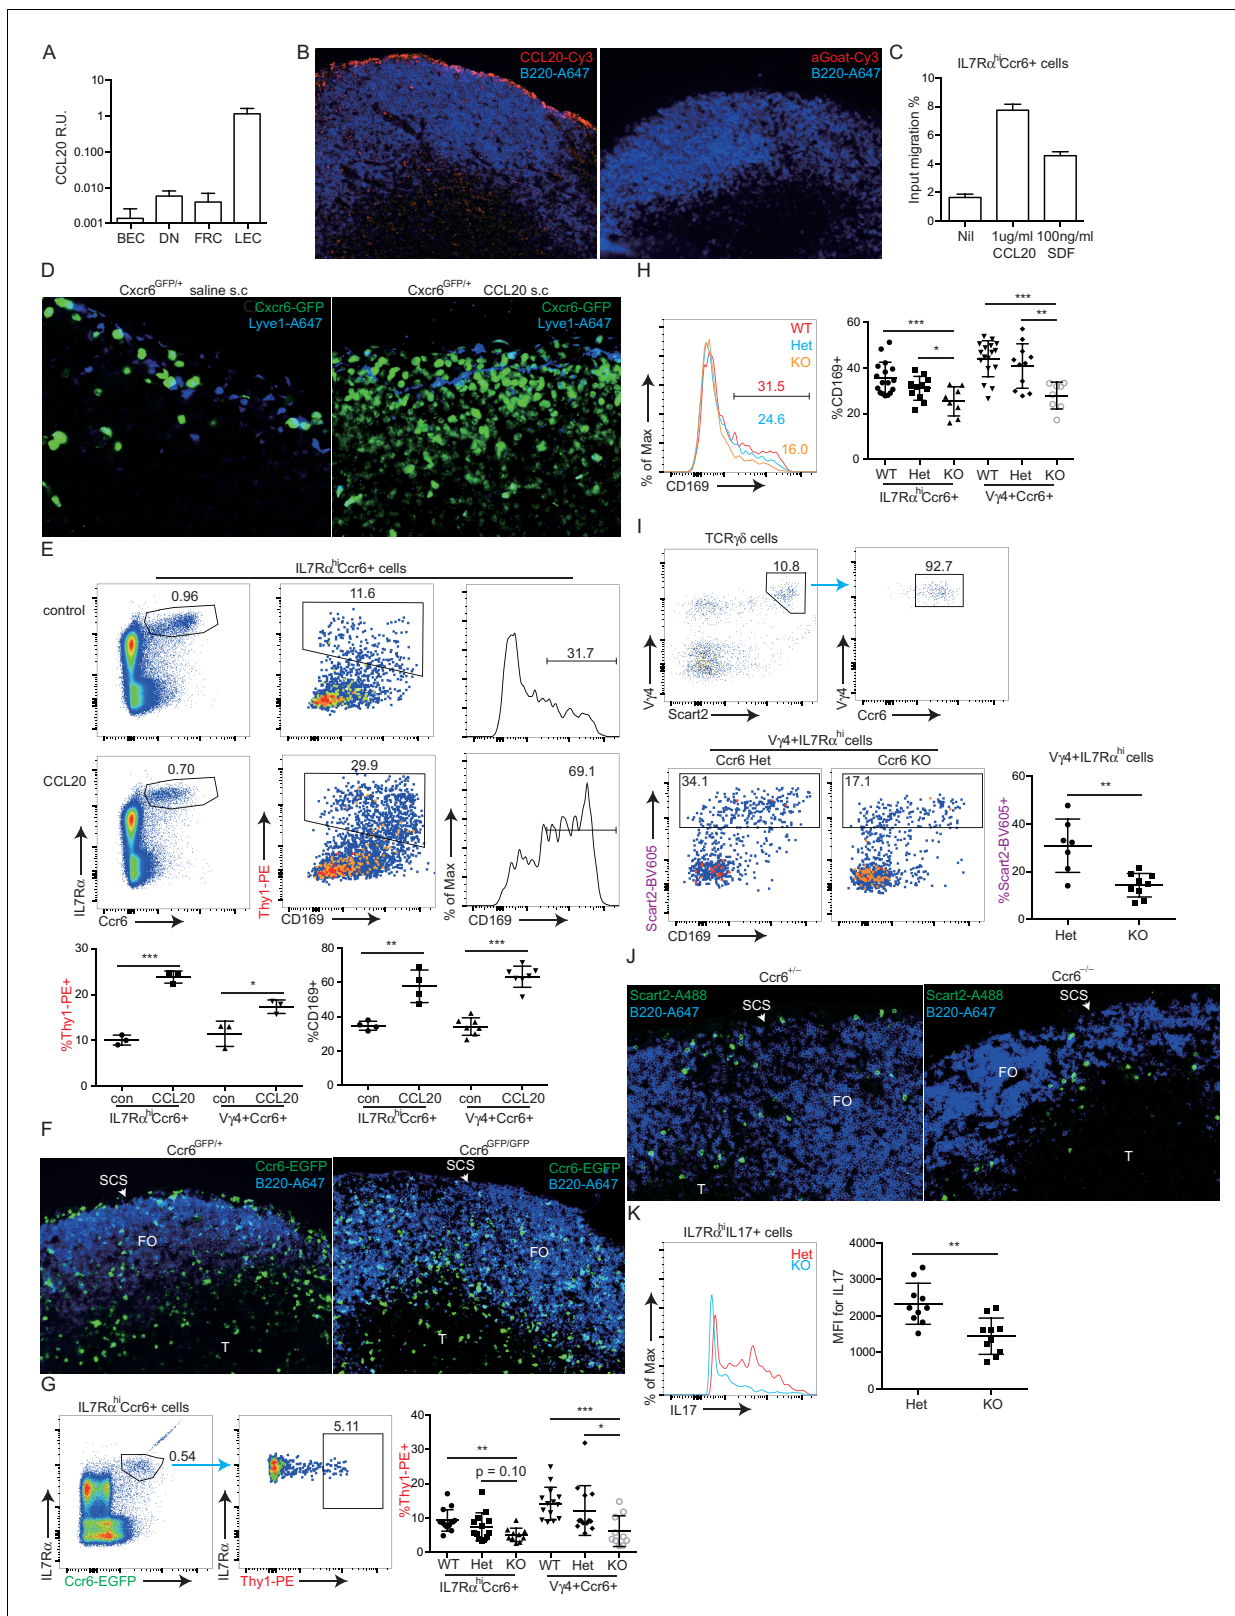 A
CCL20 R.U.
10
1
0.100
0.010
0.001
BEC DN FRC LEC
B
CCL20-Cy3
B220-A647
aGoat-Cy3
B220-A647
C
IL7Rα^hi Ccr6+ cells
Input migration %
10
8
6
4
2
0
Nil 1ug/ml 100ng/ml
CCL20 SDF
D
Cxcr6^GFP/+ saline s.c
Cxcr6-GFP
Lyve1-A647
Cxcr6^GFP/+ CCL20 s.c
Cxcr6-GFP
Lyve1-A647
H
WT
Het
KO
31.5
24.6
16.0
% of Max
CD169
%CD169+
60
40
20
0
***
*
***
**
WT Het KO WT Het KO
IL7Rα^hi Ccr6+ Vγ4+Ccr6+
E
IL7Rα^hi Ccr6+ cells
control
0.96
11.6
31.7
CCL20
0.70
29.9
69.1
IL7Rα
Ccr6
Thy1-PE
CD169
% of Max
CD169
%Thy1-PE+
30
20
10
0
***
*
con CCL20 con CCL20
IL7Rα^hi Ccr6+ Vγ4+Ccr6+
%CD169+
80
60
40
20
0
**
***
con CCL20 con CCL20
IL7Rα^hi Ccr6+ Vγ4+Ccr6+
I
TCRγδ cells
10.8
92.7
Vγ4
Scart2
Vγ4
Ccr6
Vγ4+IL7Rα^hi cells
Ccr6 Het Ccr6 KO
34.1
17.1
Scart2-BV605
CD169
Vγ4+IL7Rα^hi cells
%Scart2-BV605+
60
40
20
0
**
Het KO
J
Ccr6^+/−
Scart2-A488
B220-A647
SCS
FO
T
Ccr6^−/−
Scart2-A488
B220-A647
SCS
FO
T
F
Ccr6^GFP/+
Ccr6-EGFP
B220-A647
SCS
FO
T
Ccr6^GFP/GFP
Ccr6-EGFP
B220-A647
SCS
FO
T
K
IL7Rα^hi IL17+ cells
Het
KO
% of Max
IL17
MFI for IL17
4000
3000
2000
1000
0
**
Het KO
G
IL7Rα^hi Ccr6+ cells
0.54
5.11
IL7Rα
Ccr6-EGFP
IL7Rα
Thy1-PE
%Thy1-PE+
40
30
20
10
0
**
p = 0.10
***
*
WT Het KO WT Het KO
IL7Rα^hi Ccr6+ Vγ4+Ccr6+